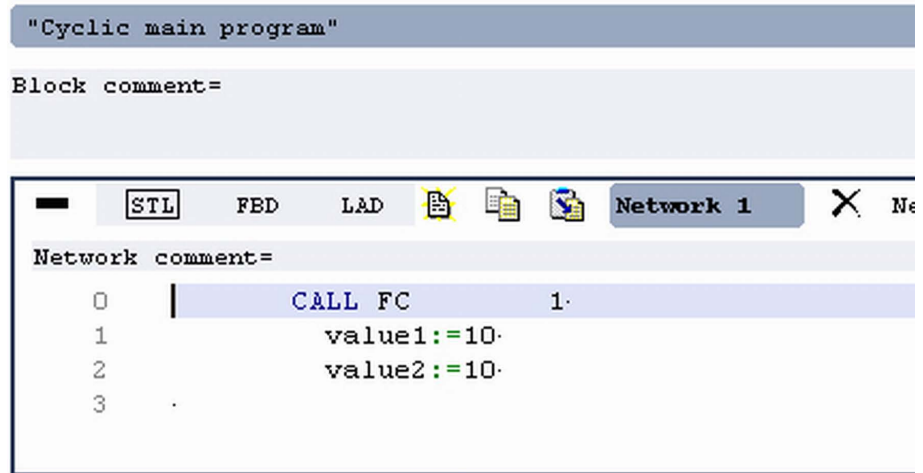 "Cyclic main program"
Block comment=
STL FBD LAD Network 1 Ne
Network comment=
0 CALL FC 1
1 value1:=10
2 value2:=10
3